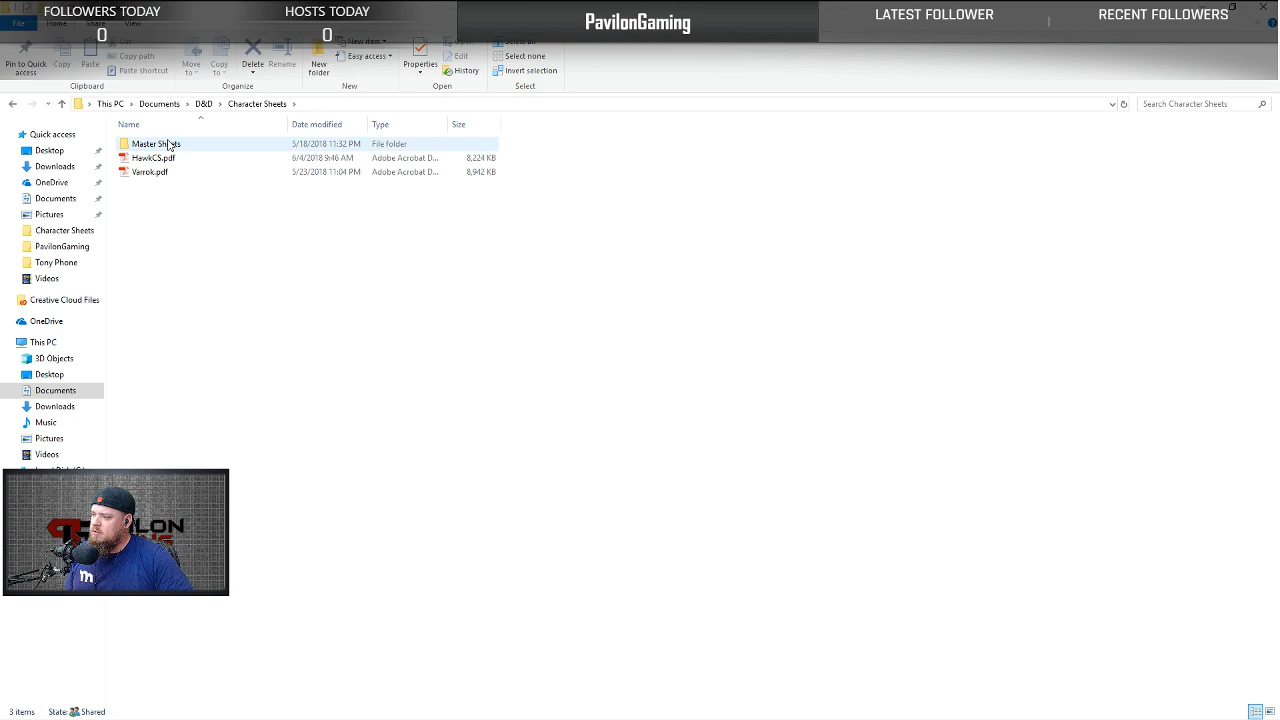 FOLLOWERS TODAY
0
HOSTS TODAY
0
PavilonGaming
LATEST FOLLOWER
|
RECENT FOLLOWERS
File
Home
Share
View
Pin to Quick access
Copy
Paste
Cut
Copy path
Paste shortcut
Clipboard
Move to
Copy to
Delete
Rename
Organize
New folder
New item
Easy access
New
Properties
Open
Edit
History
Open
Select all
Select none
Invert selection
Select
This PC > Documents > D&D > Character Sheets >
Search Character Sheets
Name Date modified Type Size
Master Sheets 5/18/2018 11:32 PM File folder
HawkCS.pdf 6/4/2018 9:46 AM Adobe Acrobat D... 8,224 KB
Varrok.pdf 5/23/2018 11:04 PM Adobe Acrobat D... 8,942 KB
Quick access
Desktop
Downloads
OneDrive
Documents
Pictures
Character Sheets
PavilonGaming
Tony Phone
Videos
Creative Cloud Files
OneDrive
This PC
3D Objects
Desktop
Documents
Downloads
Music
Pictures
Videos
m
3 items State: Shared